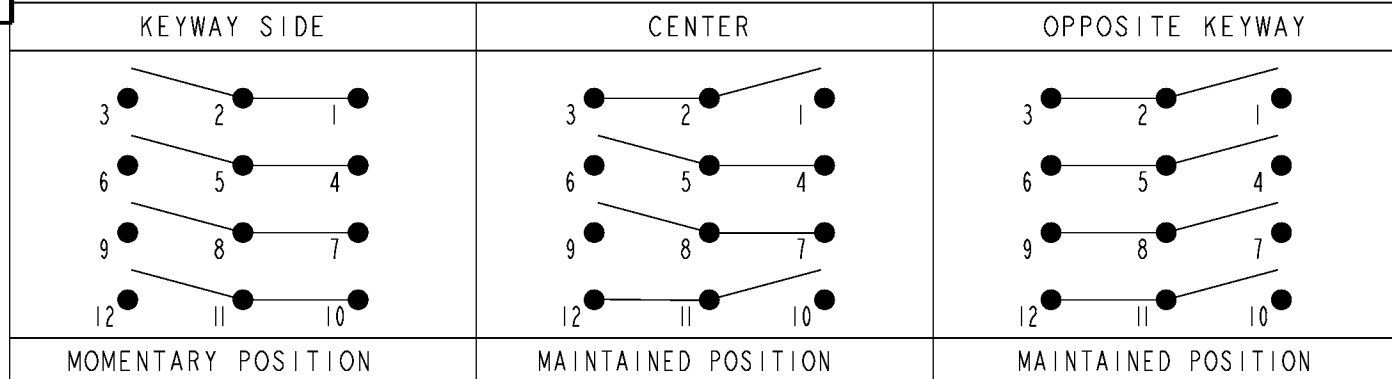 KEYWAY SIDE CENTER OPPOSITE KEYWAY
3 2 1 3 2 1 3 2 1
6 5 4 6 5 4 6 5 4
9 8 7 9 8 7 9 8 7
12 11 10 12 11 10 12 11 10
MOMENTARY POSITION MAINTAINED POSITION MAINTAINED POSITION